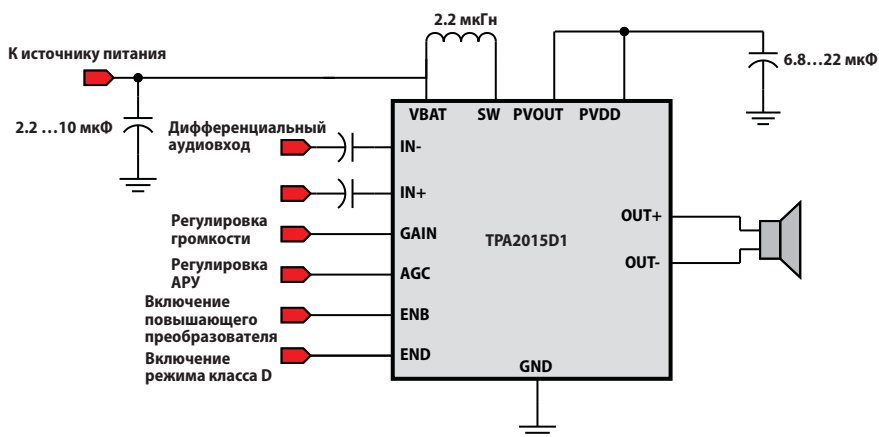 2.2 мкГн
К источнику питания
6.8...22 мкФ
VBAT SW PVOUT PVDD
2.2 ...10 мкФ
Дифференциальный
аудиовход
IN-
IN+
Регулировка
громкости
GAIN
TPA2015D1
OUT+
OUT-
Регулировка
АРУ
AGC
Включение
повышающего
преобразователя
ENB
Включение
режима класса D
END
GND